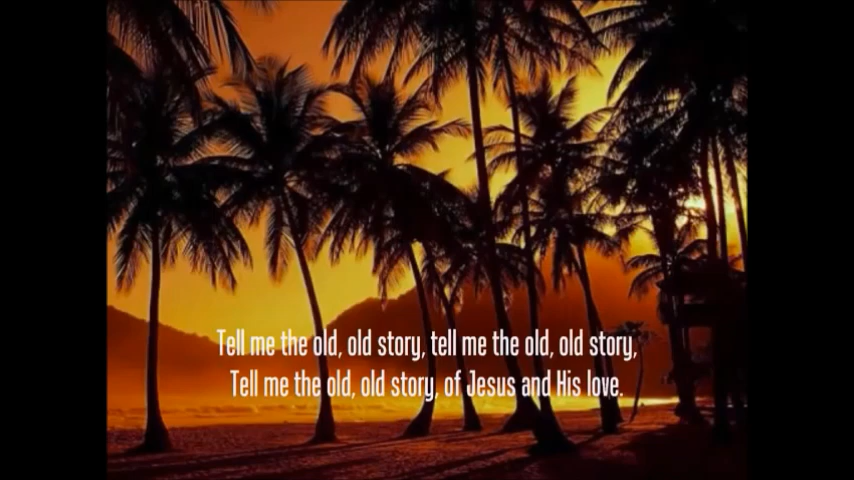 Tell me the old, old story, tell me the old, old story,
Tell me the old, old story, of Jesus and His love.